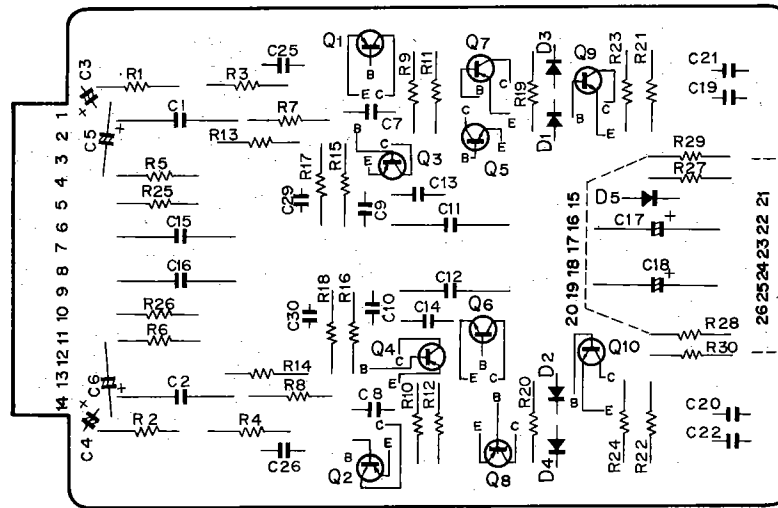 C25 Q1 Q7 D3 Q9
C3 R1 R3 B R9 R11 B C R19 B C R23 R21 C21
E C E E C19
1 C1 R7 C7
2 C5 + R13 B C Q5 B E D1
3 R17 R15 E Q3 R29
4 R5 R27
5 R25 C29 C9 C13 D5 15 21
6 C15 C11 C17 + 16 22
7 17 23
8 C16 18 24
9 C12 C18 + 19 25
10 R26 C30 R18 R16 C10 C14 Q6 20 26
11 R6 C Q4 B Q10 R28
12 B R30
13 C6 + R14 E E C D2 C
14 C2 R8 C8 R10 R12 B R20 B E C20
C4 R2 R4 B C E E C R24 R22 C22
C26 Q2 Q8 D4